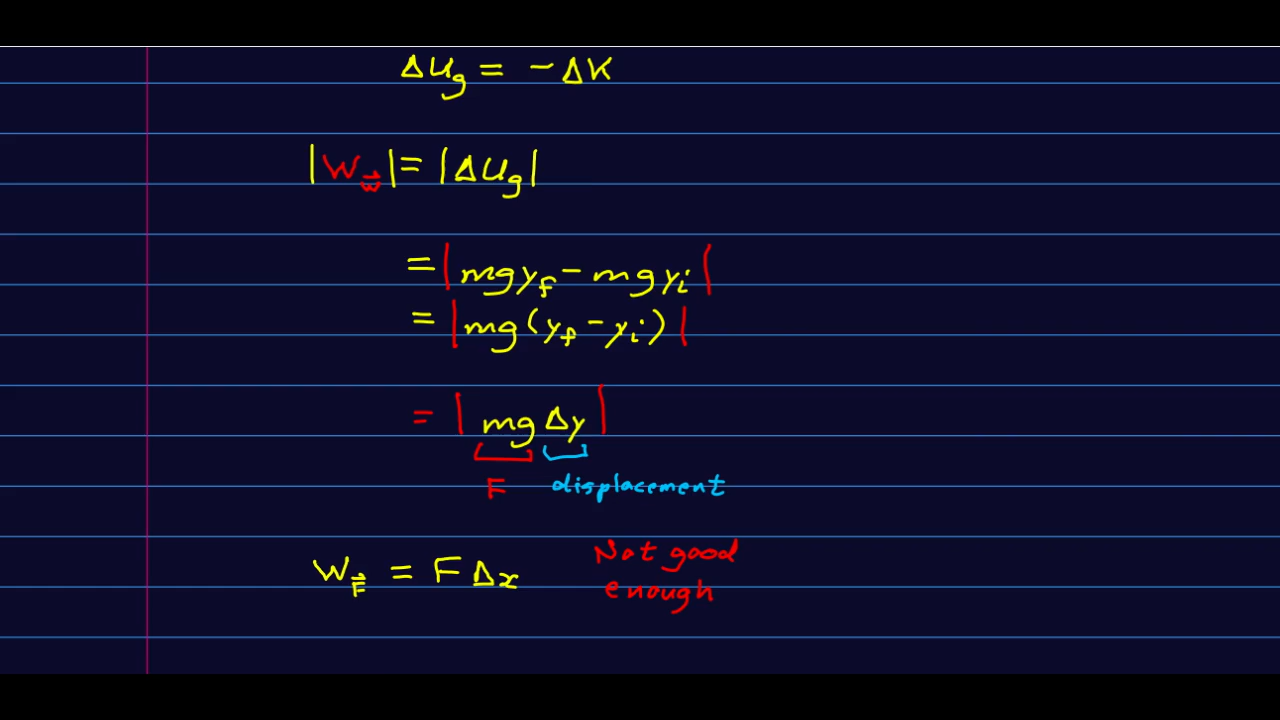 ΔU_g = −ΔK
|W_w⃗| = |ΔU_g|
= |mgy_f − mgy_i|
= |mg(y_f − y_i)|
= |mgΔy|
F displacement
W_F⃗ = FΔx
Not good
enough